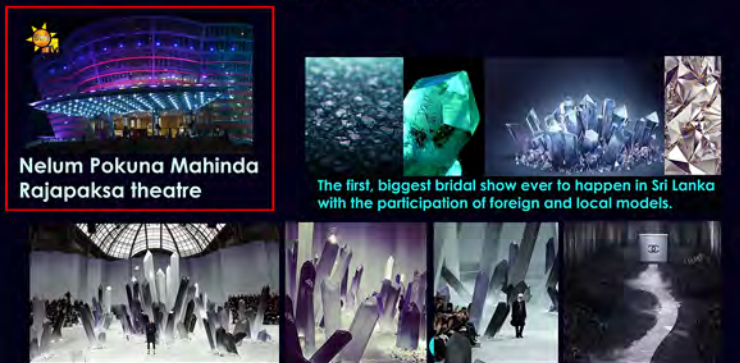 Nelum Pokuna Mahinda
Rajapaksa theatre
The first, biggest bridal show ever to happen in Sri Lanka
with the participation of foreign and local models.